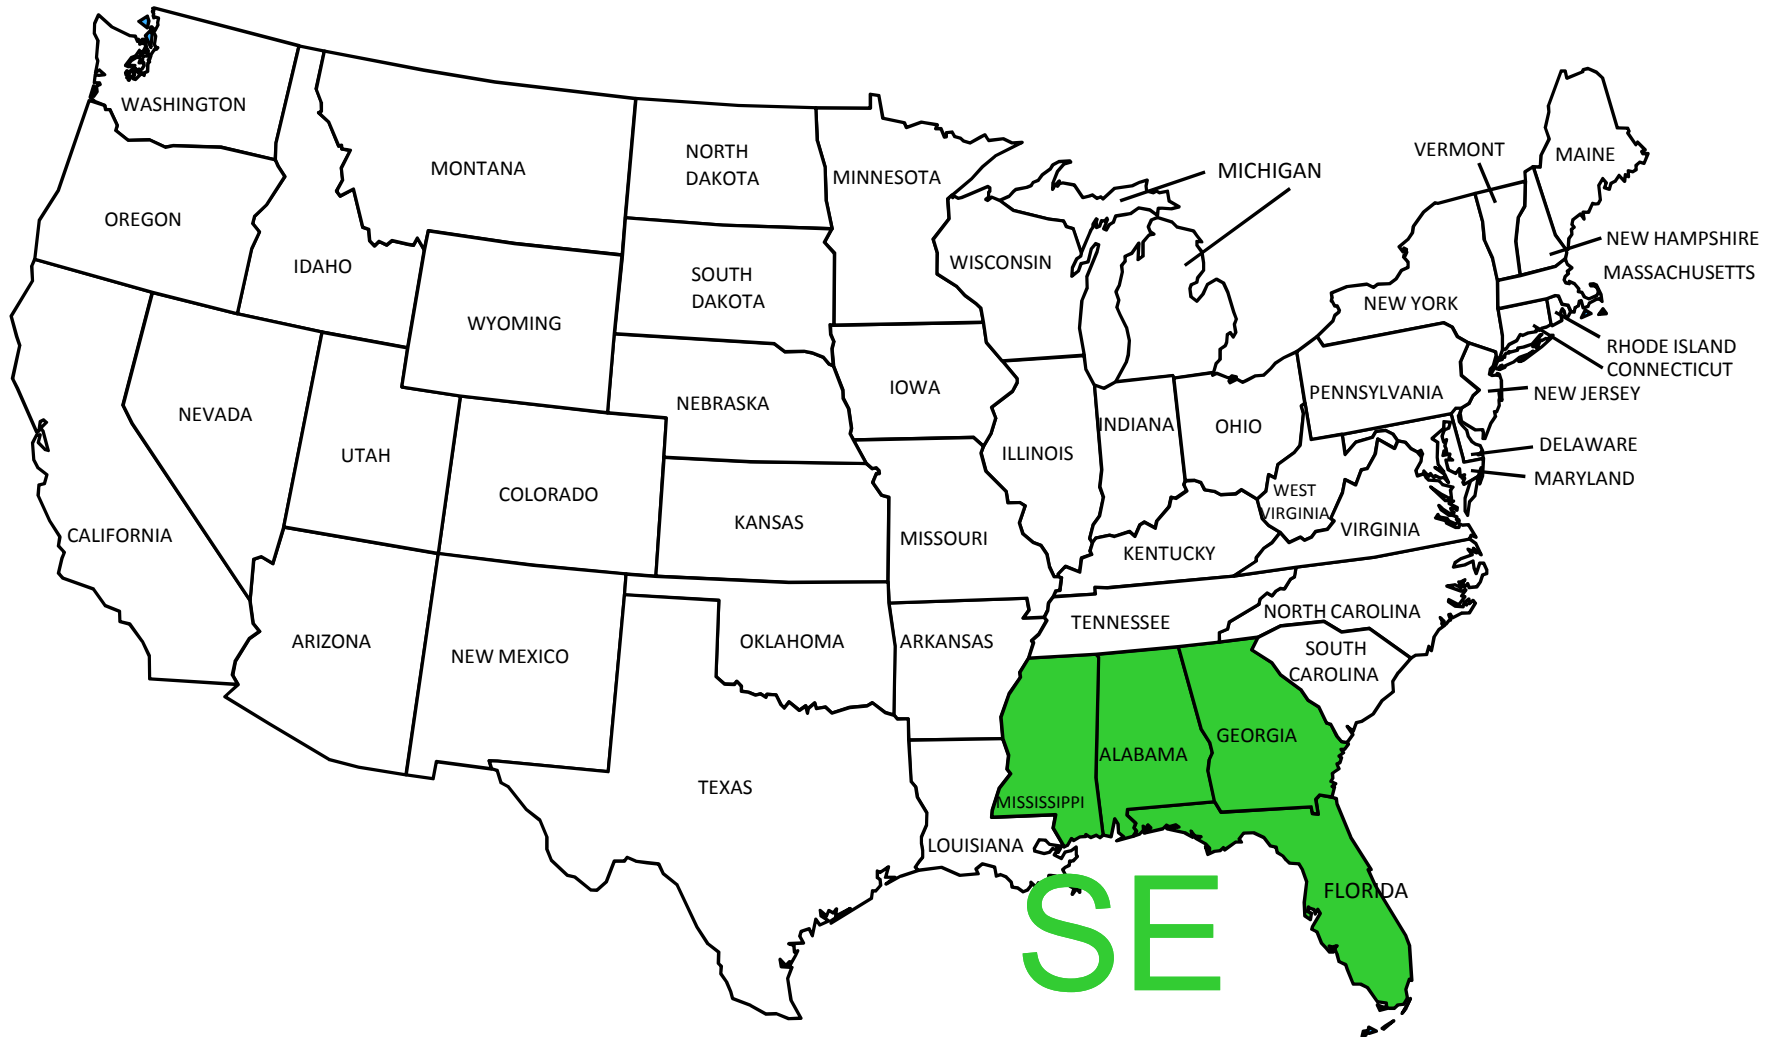 WASHINGTON
MONTANA
NORTH
DAKOTA
MINNESOTA
MICHIGAN
VERMONT
MAINE
OREGON
IDAHO
SOUTH
DAKOTA
WISCONSIN
NEW HAMPSHIRE
MASSACHUSETTS
NEW YORK
WYOMING
RHODE ISLAND
CONNECTICUT
NEW JERSEY
PENNSYLVANIA
IOWA
NEBRASKA
NEVADA
UTAH
ILLINOIS
INDIANA
OHIO
DELAWARE
MARYLAND
COLORADO
KANSAS
MISSOURI
WEST
VIRGINIA
VIRGINIA
CALIFORNIA
KENTUCKY
ARIZONA
NEW MEXICO
OKLAHOMA
ARKANSAS
TENNESSEE
NORTH CAROLINA
SOUTH
CAROLINA
TEXAS
LOUISIANA
MISSISSIPPI
ALABAMA
GEORGIA
FLORIDA
SE